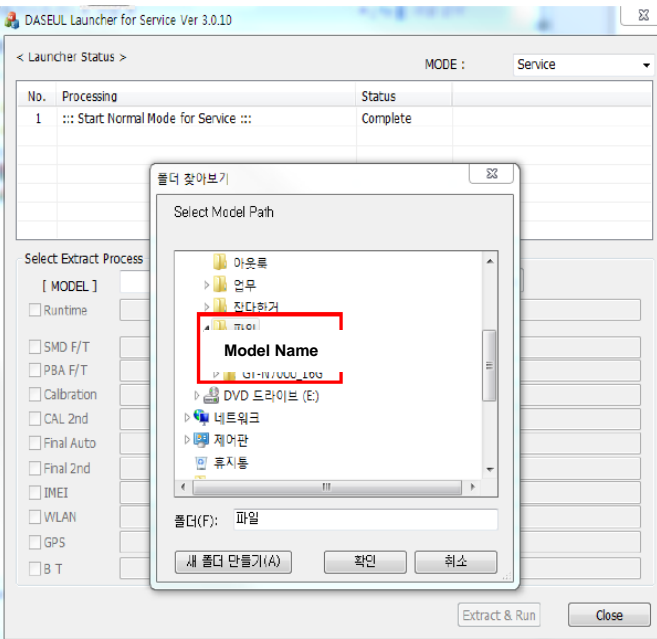 DASEUL Launcher for Service Ver 3.0.10
< Launcher Status >
MODE :
Service
No. Processing Status
1 ::: Start Normal Mode for Service ::: Complete
폴더 찾아보기
Select Model Path
아웃룩
업무
잡다한거
파일
Model Name
GT-N7000_16G
DVD 드라이브 (E:)
네트워크
제어판
휴지통
폴더(F): 파일
새 폴더 만들기(A) 확인 취소
Select Extract Process
[ MODEL ]
Runtime
SMD F/T
PBA F/T
Calbration
CAL 2nd
Final Auto
Final 2nd
IMEI
WLAN
GPS
B T
Extract & Run Close